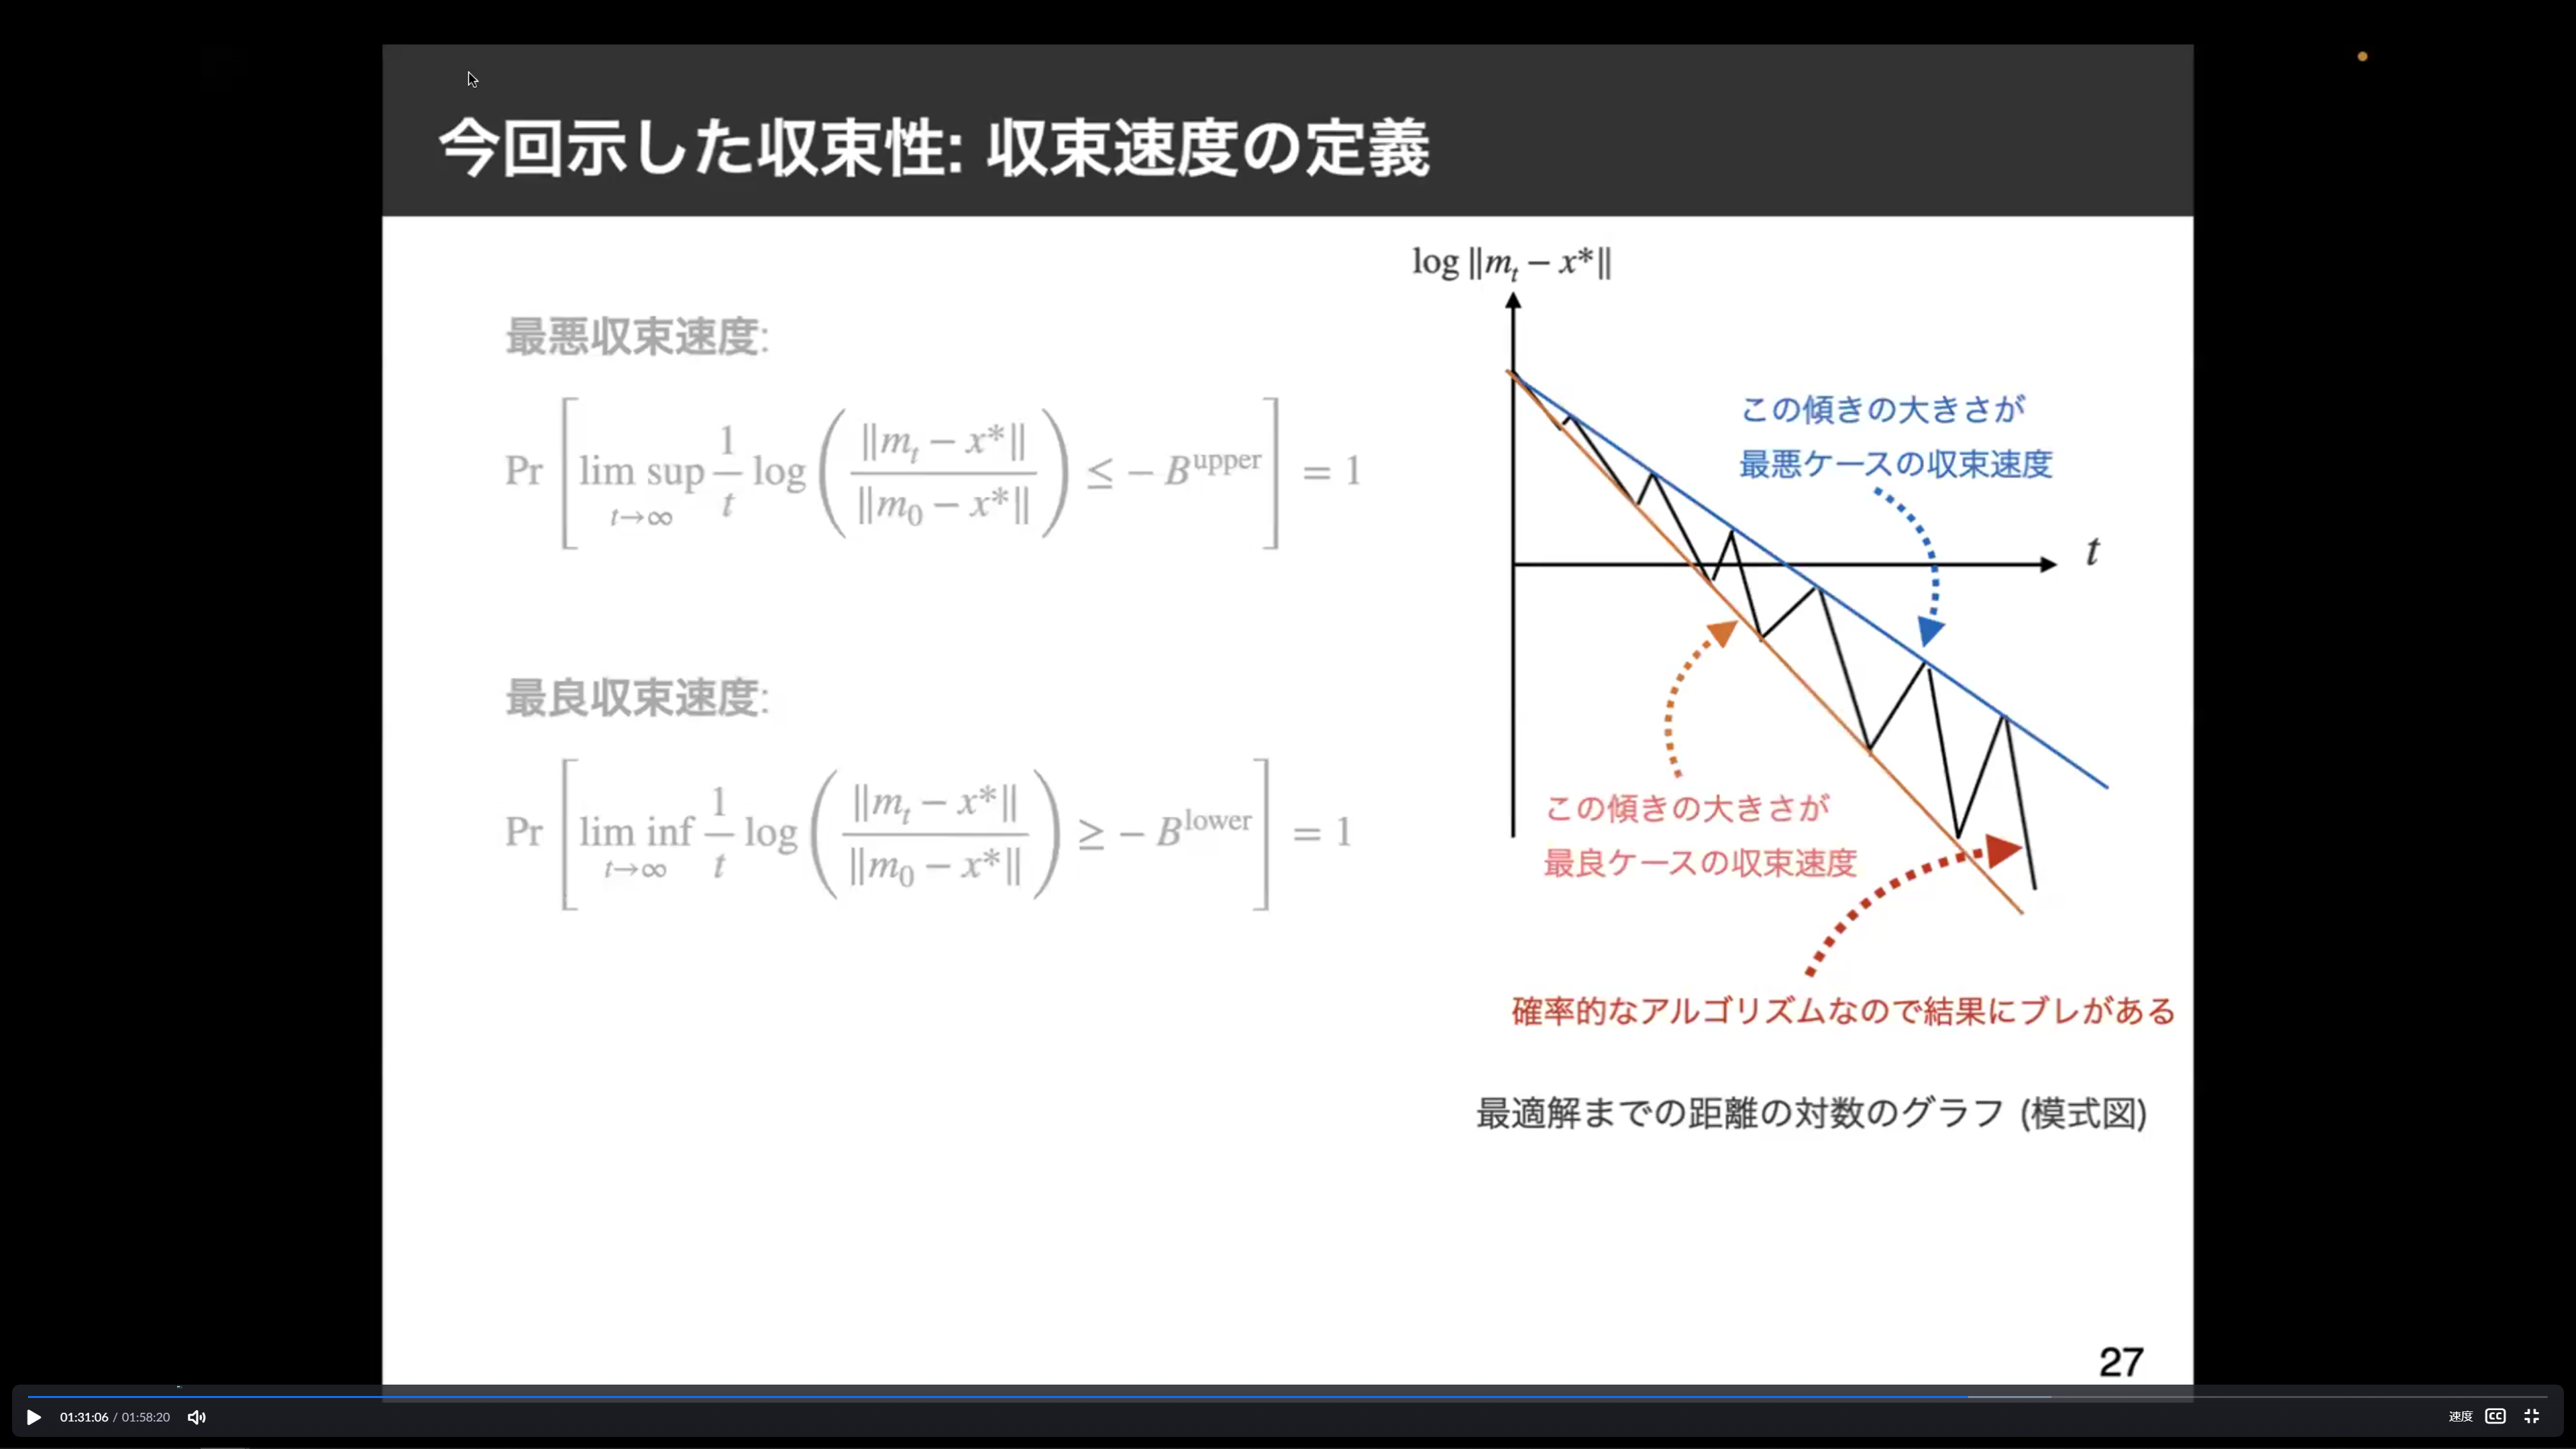 今回示した収束性: 収束速度の定義
最悪収束速度:
Pr [ lim sup t→∞ 1/t log ( ‖m_t − x*‖ / ‖m_0 − x*‖ ) ≤ − B^upper ] = 1
最良収束速度:
Pr [ lim inf t→∞ 1/t log ( ‖m_t − x*‖ / ‖m_0 − x*‖ ) ≥ − B^lower ] = 1
log ‖m_t − x*‖
この傾きの大きさが
最悪ケースの収束速度
t
この傾きの大きさが
最良ケースの収束速度
確率的なアルゴリズムなので結果にブレがある
最適解までの距離の対数のグラフ (模式図)
27
01:31:06 / 01:58:20
速度
CC